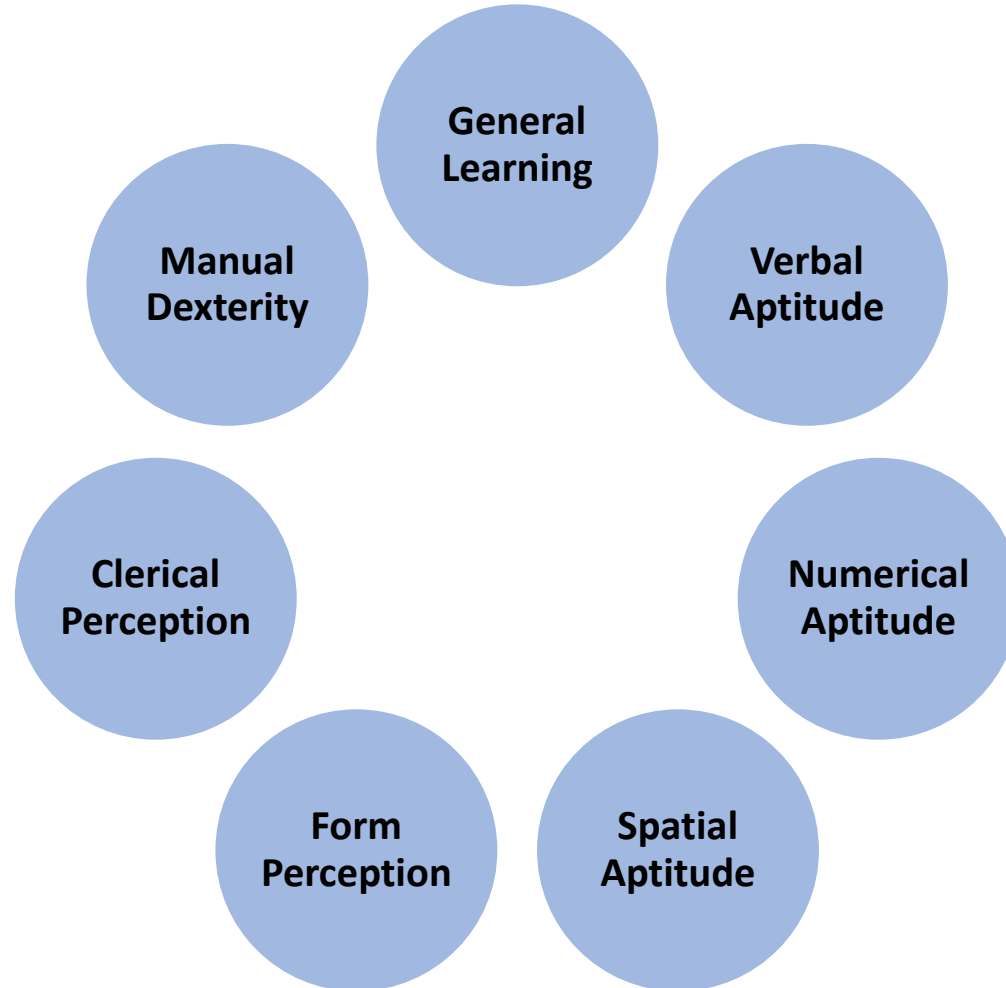 General
Learning
Verbal
Aptitude
Numerical
Aptitude
Spatial
Aptitude
Form
Perception
Clerical
Perception
Manual
Dexterity